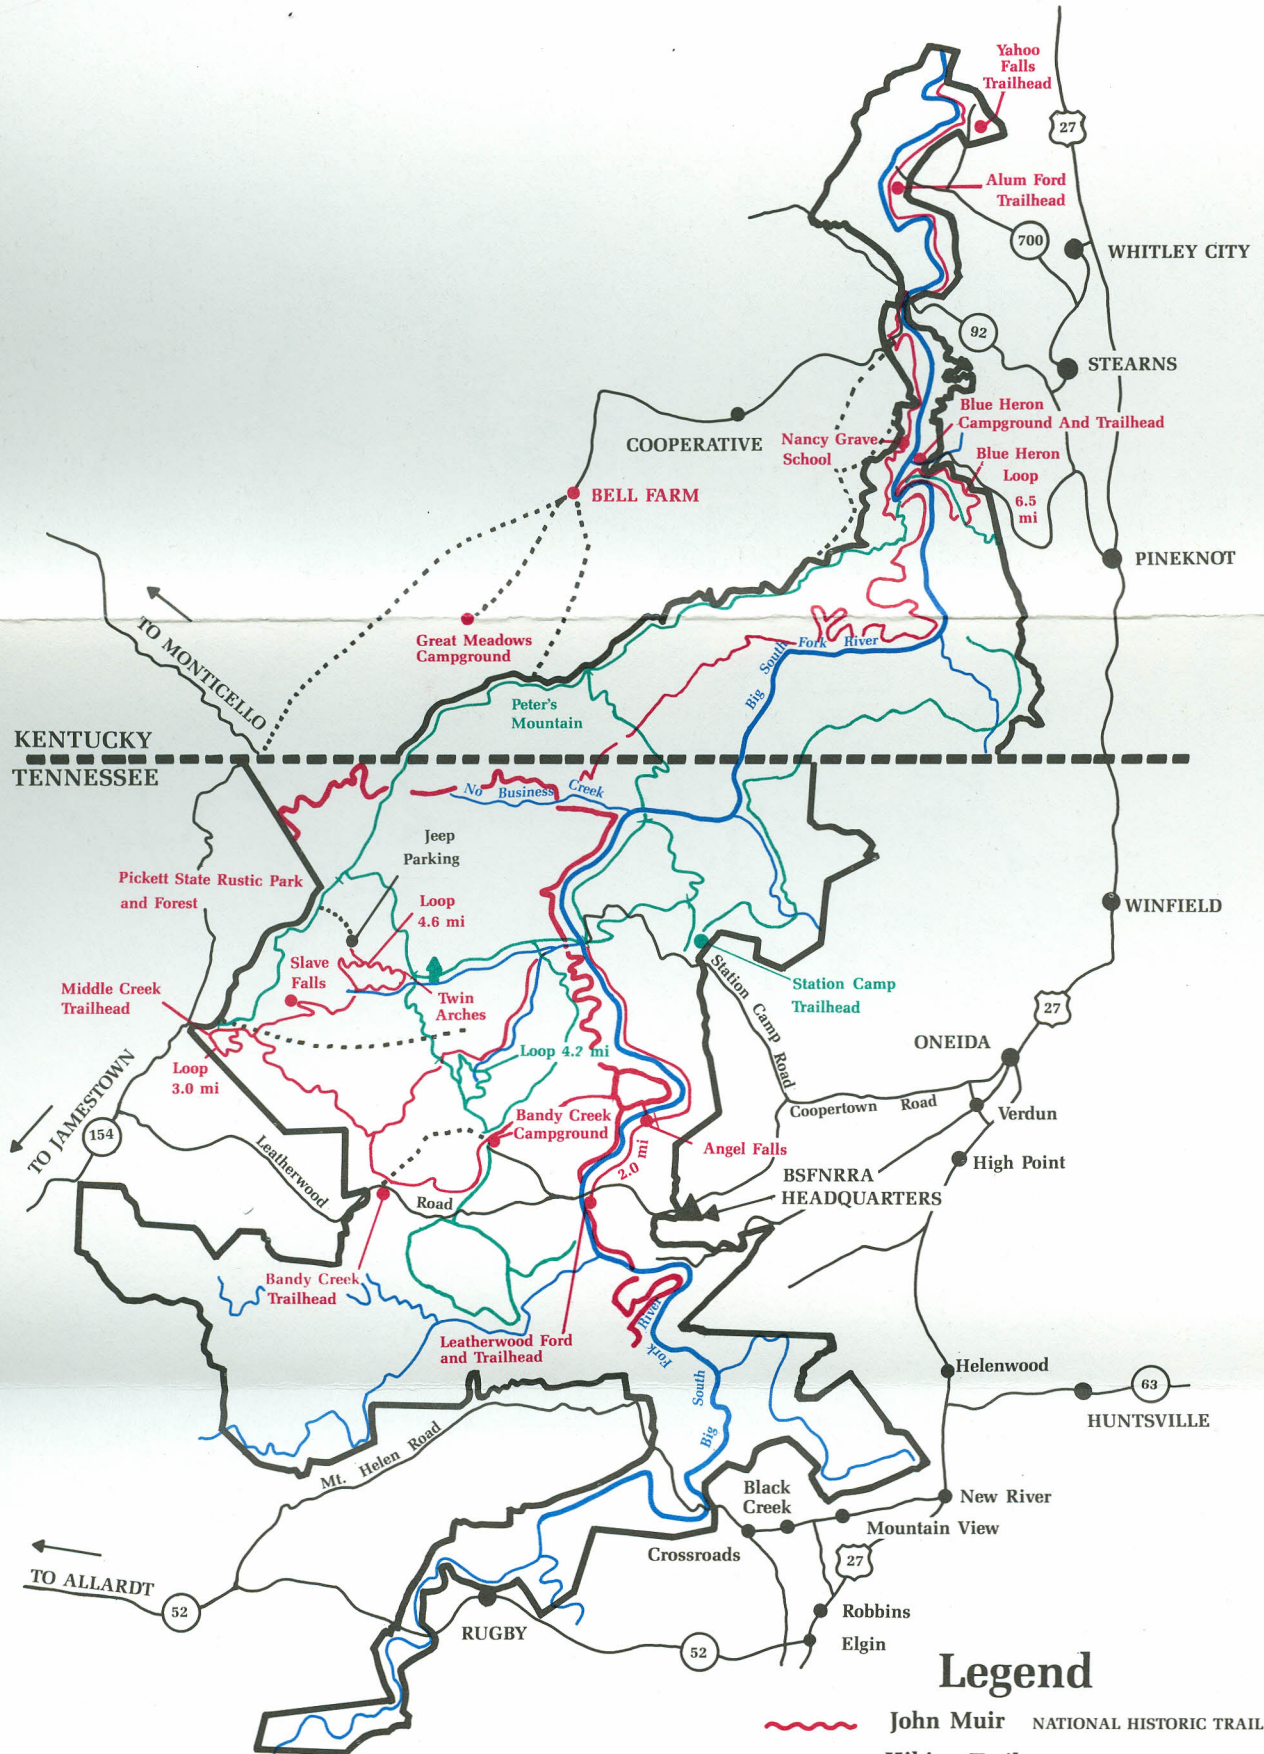 Yahoo
Falls
Trailhead
27
Alum Ford
Trailhead
700
WHITLEY CITY
92
STEARNS
Blue Heron
Campground And Trailhead
COOPERATIVE
Nancy Grave
School
Blue Heron
Loop
6.5
mi
BELL FARM
PINEKNOT
TO MONTICELLO
Great Meadows
Campground
Big South Fork River
Peter's
Mountain
KENTUCKY
TENNESSEE
No Business Creek
Jeep
Parking
Pickett State Rustic Park
and Forest
Loop
4.6 mi
WINFIELD
Slave
Falls
Middle Creek
Trailhead
Twin
Arches
Station Camp
Trailhead
Station Camp Road
27
ONEIDA
Loop
3.0 mi
Loop 4.2 mi
TO JAMESTOWN
154
Leatherwood
Road
Bandy Creek
Campground
Coopertown Road
Verdun
Angel Falls
2.0 mi
High Point
BSFNRRA
HEADQUARTERS
Bandy Creek
Trailhead
Leatherwood Ford
and Trailhead
River
Fork
South
Big
Helenwood
63
HUNTSVILLE
Mt. Helen Road
Black
Creek
New River
Mountain View
Crossroads
27
TO ALLARDT
52
RUGBY
Robbins
Elgin
52
Legend
John Muir NATIONAL HISTORIC TRAIL